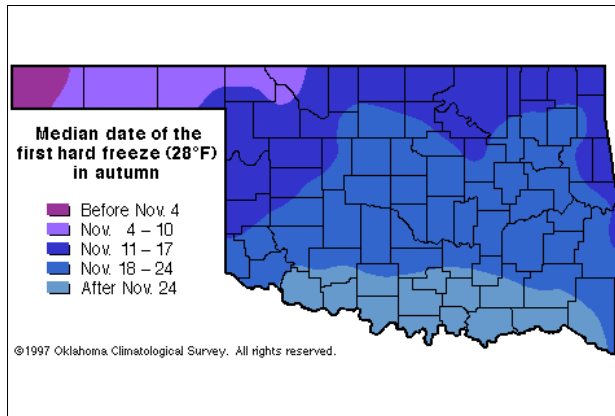 Median date of the
first hard freeze (28°F)
in autumn
Before Nov. 4
Nov. 4 – 10
Nov. 11 – 17
Nov. 18 – 24
After Nov. 24
©1997 Oklahoma Climatological Survey. All rights reserved.